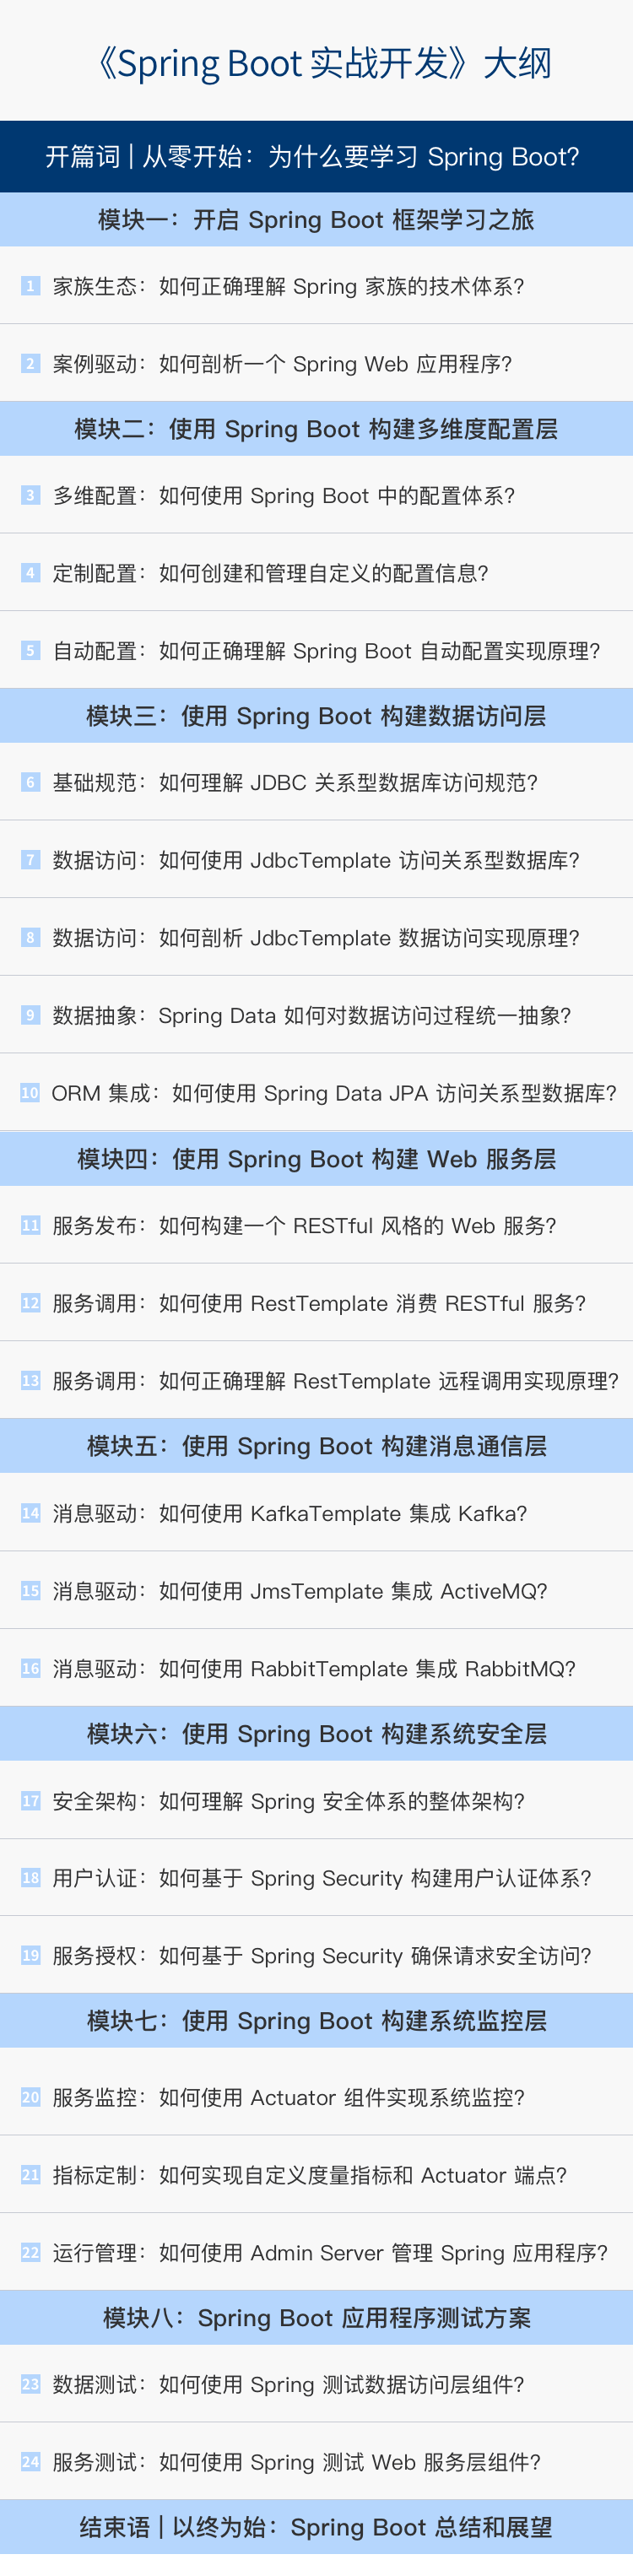 《Spring Boot 实战开发》大纲
开篇词 | 从零开始：为什么要学习 Spring Boot?
模块一：开启 Spring Boot 框架学习之旅
1 家族生态：如何正确理解 Spring 家族的技术体系?
2 案例驱动：如何剖析一个 Spring Web 应用程序?
模块二：使用 Spring Boot 构建多维度配置层
3 多维配置：如何使用 Spring Boot 中的配置体系?
4 定制配置：如何创建和管理自定义的配置信息?
5 自动配置：如何正确理解 Spring Boot 自动配置实现原理?
模块三：使用 Spring Boot 构建数据访问层
6 基础规范：如何理解 JDBC 关系型数据库访问规范?
7 数据访问：如何使用 JdbcTemplate 访问关系型数据库?
8 数据访问：如何剖析 JdbcTemplate 数据访问实现原理?
9 数据抽象：Spring Data 如何对数据访问过程统一抽象?
10 ORM 集成：如何使用 Spring Data JPA 访问关系型数据库?
模块四：使用 Spring Boot 构建 Web 服务层
11 服务发布：如何构建一个 RESTful 风格的 Web 服务?
12 服务调用：如何使用 RestTemplate 消费 RESTful 服务?
13 服务调用：如何正确理解 RestTemplate 远程调用实现原理?
模块五：使用 Spring Boot 构建消息通信层
14 消息驱动：如何使用 KafkaTemplate 集成 Kafka?
15 消息驱动：如何使用 JmsTemplate 集成 ActiveMQ?
16 消息驱动：如何使用 RabbitTemplate 集成 RabbitMQ?
模块六：使用 Spring Boot 构建系统安全层
17 安全架构：如何理解 Spring 安全体系的整体架构?
18 用户认证：如何基于 Spring Security 构建用户认证体系?
19 服务授权：如何基于 Spring Security 确保请求安全访问?
模块七：使用 Spring Boot 构建系统监控层
20 服务监控：如何使用 Actuator 组件实现系统监控?
21 指标定制：如何实现自定义度量指标和 Actuator 端点?
22 运行管理：如何使用 Admin Server 管理 Spring 应用程序?
模块八：Spring Boot 应用程序测试方案
23 数据测试：如何使用 Spring 测试数据访问层组件?
24 服务测试：如何使用 Spring 测试 Web 服务层组件?
结束语 | 以终为始：Spring Boot 总结和展望